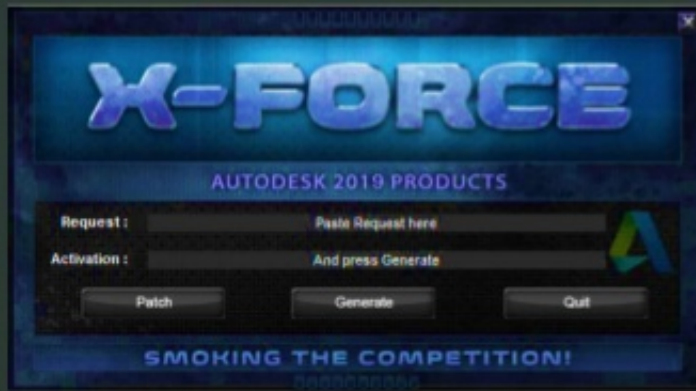 X-FORCE
AUTODESK 2019 PRODUCTS
Request : Paste Request here
Activation : And press Generate
Patch Generate Quit
SMOKING THE COMPETITION!